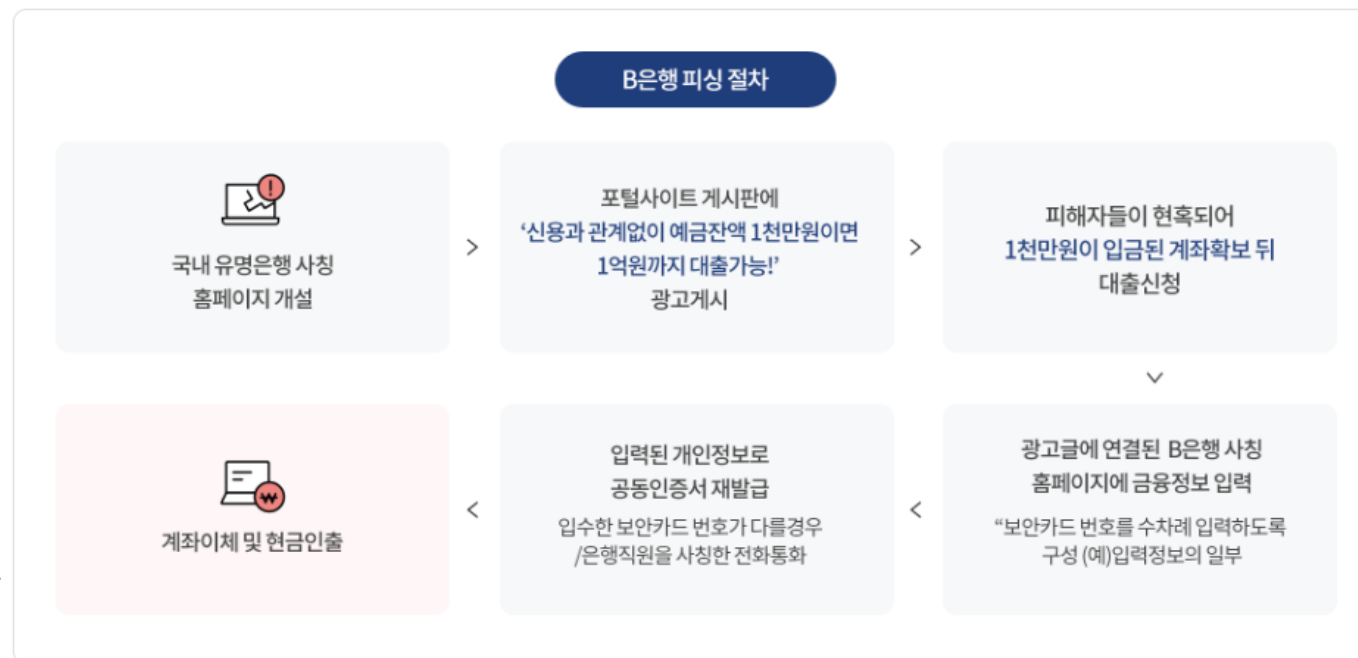 B은행 피싱 절차
국내 유명은행 사칭
홈페이지 개설
>
포털사이트 게시판에
‘신용과 관계없이 예금잔액 1천만원이면
1억원까지 대출가능!’
광고게시
>
피해자들이 현혹되어
1천만원이 입금된 계좌확보 뒤
대출신청
광고글에 연결된 B은행 사칭
홈페이지에 금융정보 입력
“보안카드 번호를 수차례 입력하도록
구성 (예)입력정보의 일부
<
입력된 개인정보로
공동인증서 재발급
입수한 보안카드 번호가 다를경우
/은행직원을 사칭한 전화통화
<
계좌이체 및 현금인출